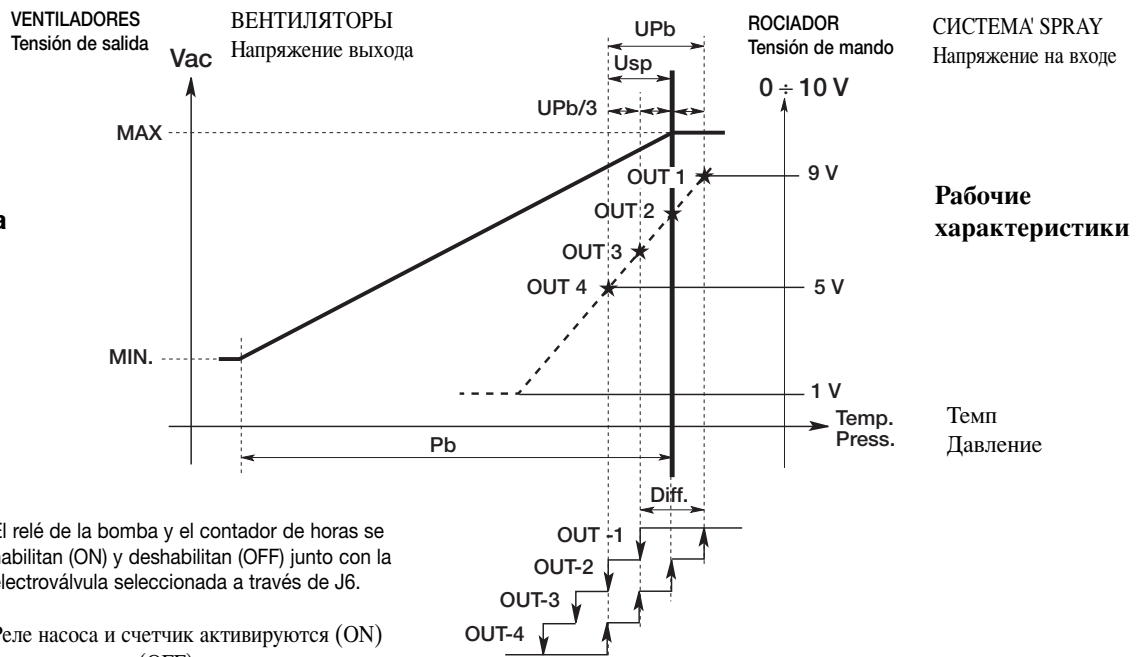 VENTILADORES
Tensión de salida
ВЕНТИЛЯТОРЫ
Напряжение выхода
Vac
UPb
Usp
UPb/3
ROCIADOR
Tensión de mando
СИСТЕМА' SPRAY
Напряжение на входе
0 ÷ 10 V
MAX
OUT 1
9 V
Рабочие
характеристики
a
OUT 2
OUT 3
OUT 4
5 V
MIN.
1 V
Temp.
Press.
Темп
Давление
Pb
Diff.
El relé de la bomba y el contador de horas se
habilitan (ON) y deshabilitan (OFF) junto con la
electroválvula seleccionada a través de J6.
OUT -1
OUT-2
OUT-3
OUT-4
Реле насоса и счетчик активируются (ON)
(OFF)